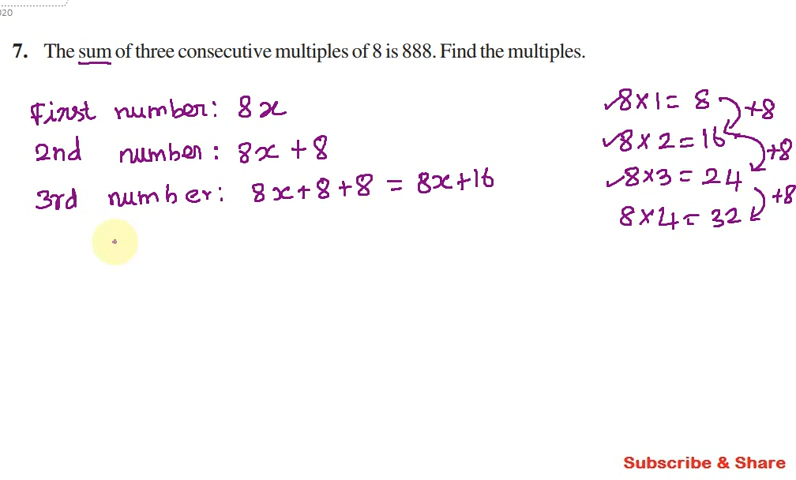 020
7. The sum of three consecutive multiples of 8 is 888. Find the multiples.
First number: 8x
2nd number: 8x + 8
3rd number: 8x + 8 + 8 = 8x + 16
8 × 1 = 8 +8
8 × 2 = 16 +8
8 × 3 = 24 +8
8 × 4 = 32
Subscribe & Share